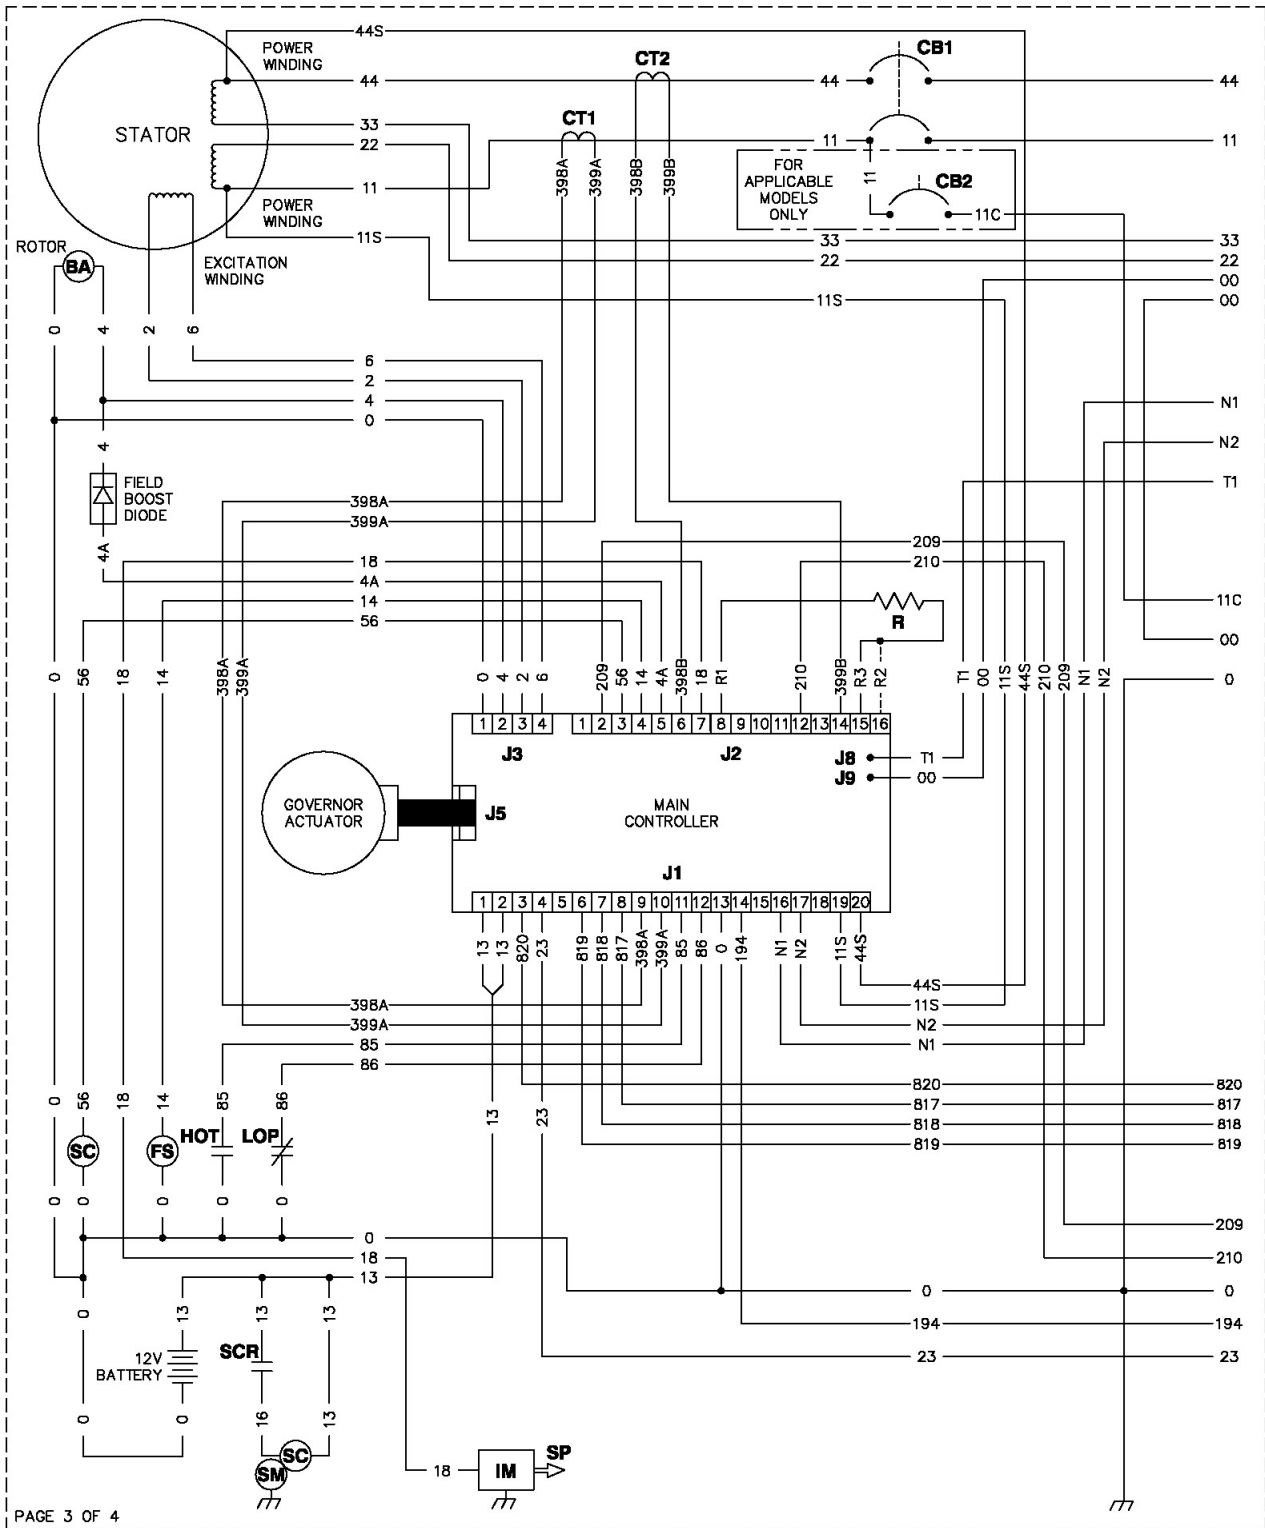 44S
POWER
WINDING
CT2
CB1
44
44
44
CT1
STATOR
33
22
11
11
398A
399A
398B
399B
FOR
APPLICABLE
MODELS
ONLY
11
CB2
11C
11
POWER
WINDING
11S
33
33
22
22
ROTOR
BA
EXCITATION
WINDING
00
00
11S
0
4
2
6
6
2
4
0
N1
N2
T1
4
FIELD
BOOST
DIODE
398A
399A
4A
209
210
18
4A
14
56
R
11C
00
0
56
18
14
398A
399A
0
4
2
6
209
56
14
4A
398B
18
R1
210
399B
R3
R2
T1
00
11S
44S
210
209
N1
N2
0
1 2 3 4
1 2 3 4 5 6 7 8 9 10 11 12 13 14 15 16
J3
J2
J8
T1
J9
00
GOVERNOR
ACTUATOR
J5
MAIN
CONTROLLER
J1
1 2 3 4 5 6 7 8 9 10 11 12 13 14 15 16 17 18 19 20
13
13
820
23
819
818
817
398A
399A
85
86
0
194
N1
N2
11S
44S
44S
398A
11S
399A
N2
85
N1
86
820
820
817
817
818
818
819
819
0
56
18
14
85
86
13
23
HOT
LOP
SC
FS
0
0
0
0
0
209
0
18
210
13
0
0
0
13
13
13
194
194
12V
BATTERY
SCR
23
23
0
0
16
13
SC
SM
18
IM
SP
PAGE 3 OF 4